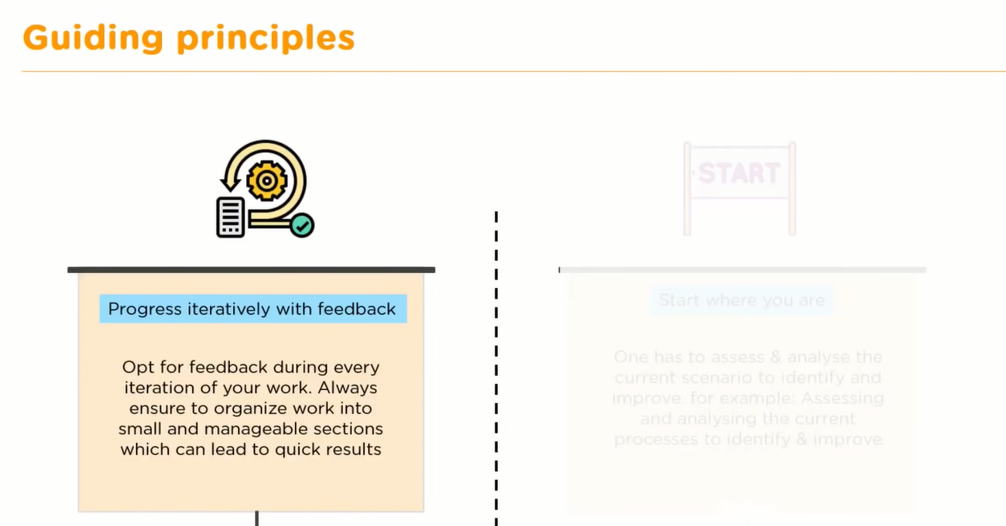 Guiding principles
START
Progress iteratively with feedback
Opt for feedback during every
iteration of your work. Always
ensure to organize work into
small and manageable sections
which can lead to quick results
Start where you are
One has to assess & analyse the
current scenario to identify and
improve. for example: Assessing
and analysing the current
processes to identify & improve